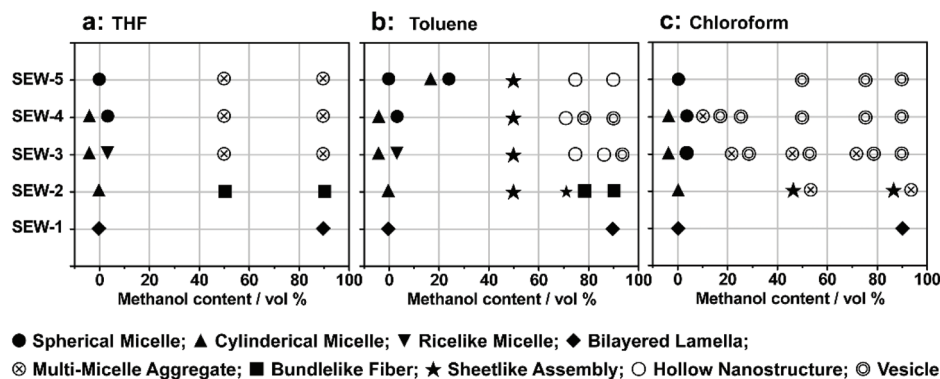 a: THF
b: Toluene
c: Chloroform
SEW-5
SEW-4
SEW-3
SEW-2
SEW-1
0 20 40 60 80 100
0 20 40 60 80 100
0 20 40 60 80 100
Methanol content / vol %
Methanol content / vol %
Methanol content / vol %
● Spherical Micelle; ▲ Cylinderical Micelle; ▼ Ricelike Micelle; ◆ Bilayered Lamella;
⊗ Multi-Micelle Aggregate; ■ Bundlelike Fiber; ★ Sheetlike Assembly; ○ Hollow Nanostructure; ◎ Vesicle